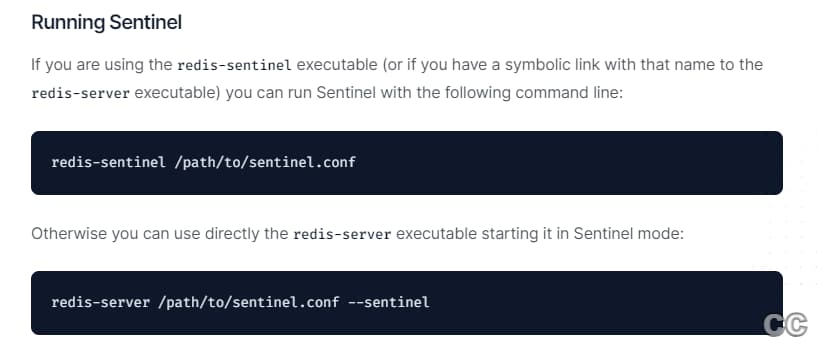 Running Sentinel
If you are using the redis-sentinel executable (or if you have a symbolic link with that name to the
redis-server executable) you can run Sentinel with the following command line:
redis-sentinel /path/to/sentinel.conf
Otherwise you can use directly the redis-server executable starting it in Sentinel mode:
redis-server /path/to/sentinel.conf --sentinel
CC